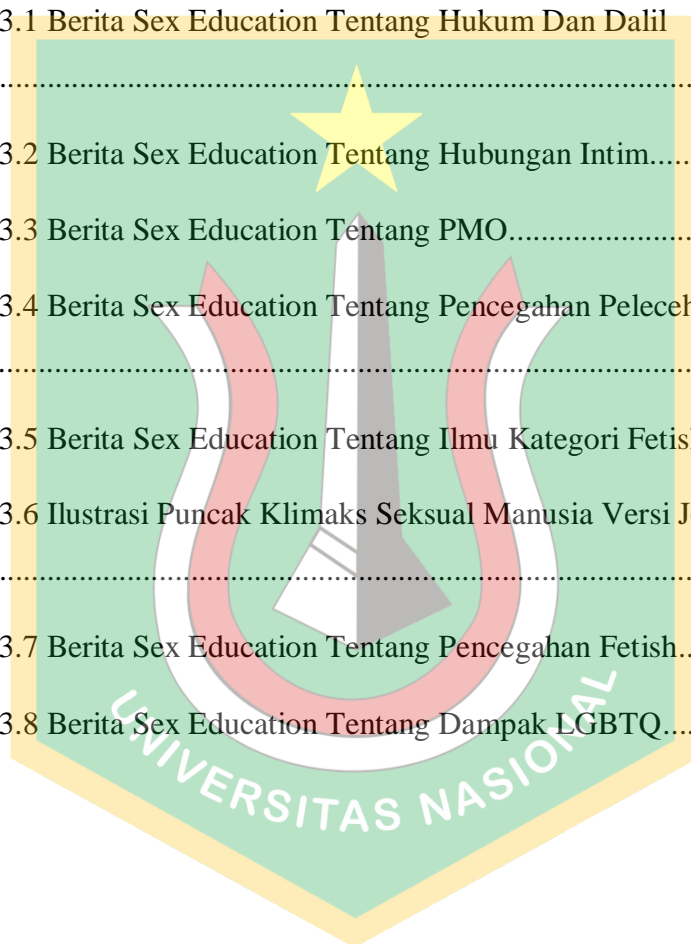 3.1 Berita Sex Education Tentang Hukum Dan Dalil
................................................................................
3.2 Berita Sex Education Tentang Hubungan Intim.....
3.3 Berita Sex Education Tentang PMO......................
3.4 Berita Sex Education Tentang Pencegahan
................................................................................
3.5 Berita Sex Education Tentang Ilmu Kategori
3.6 Ilustrasi Puncak Klimaks Seksual Manusia Versi
................................................................................
3.7 Berita Sex Education Tentang Pencegahan Fetish..
3.8 Berita Sex Education Tentang Dampak LGBTQ....
UNIVERSITAS NASIONAL